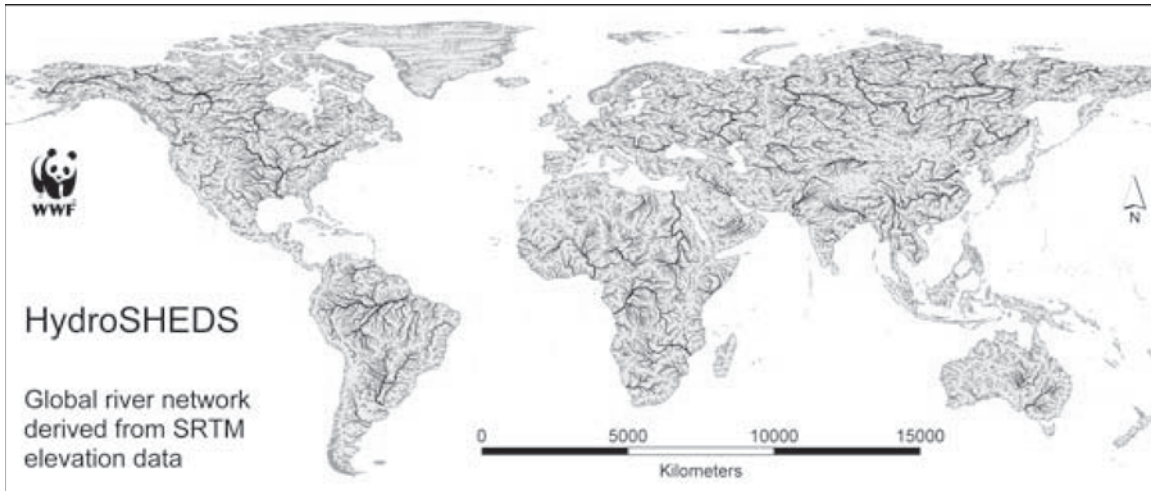 WWF
N
HydroSHEDS
Global river network
derived from SRTM
elevation data
0 5000 10000 15000
Kilometers